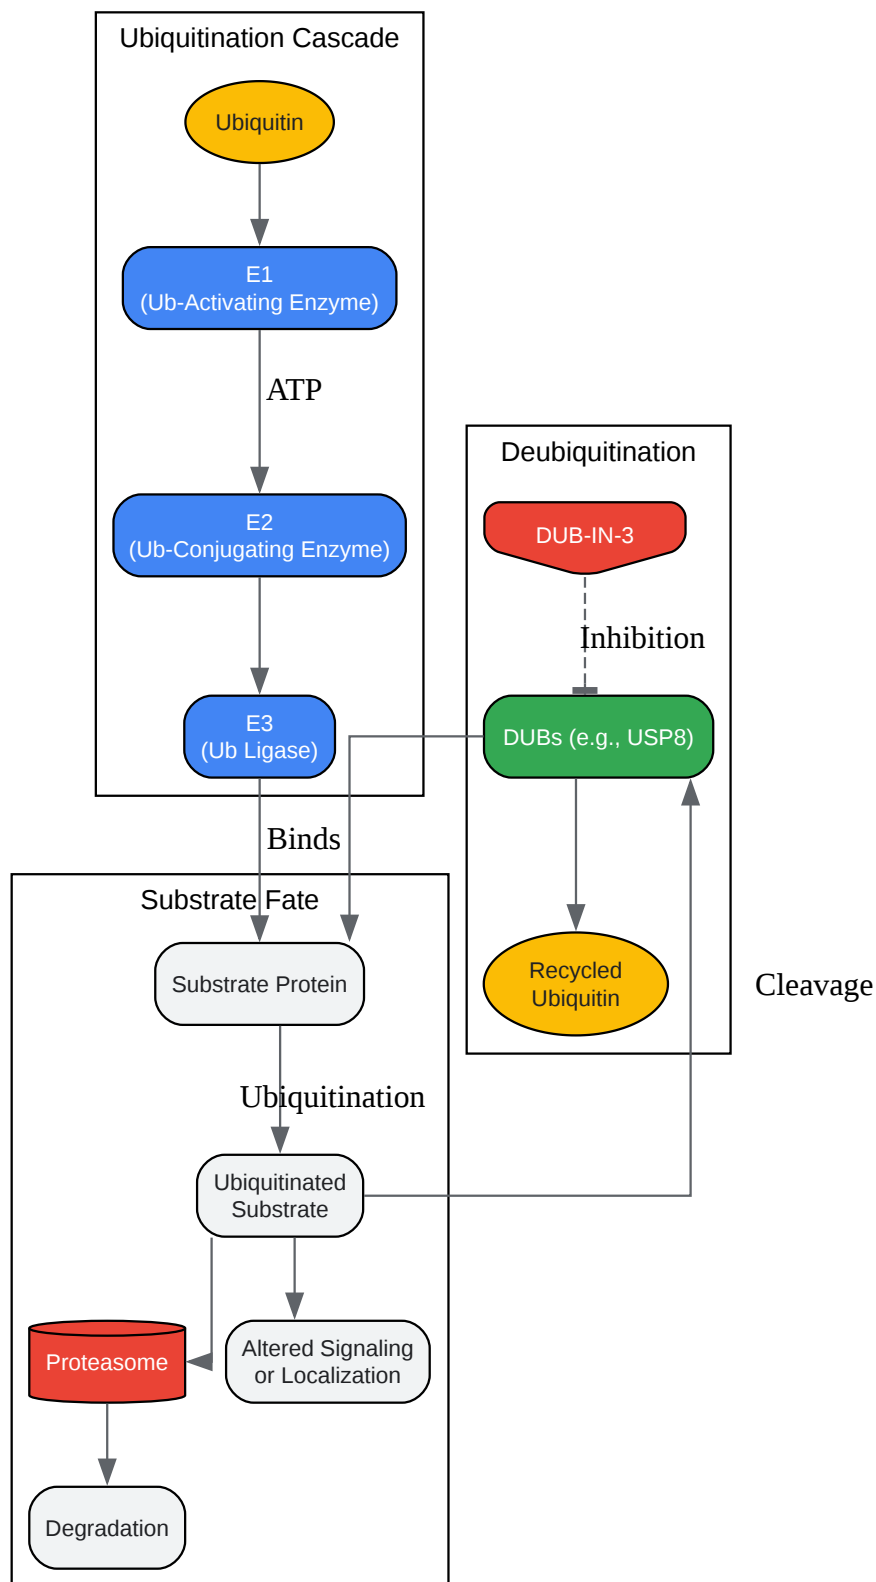 Ubiquitination Cascade
Ubiquitin
E1
(Ub-Activating Enzyme)
ATP
E2
(Ub-Conjugating Enzyme)
E3
(Ub Ligase)
Binds
Deubiquitination
DUB-IN-3
Inhibition
DUBs (e.g., USP8)
Recycled
Ubiquitin
Cleavage
Substrate Fate
Substrate Protein
Ubiquitination
Ubiquitinated
Substrate
Proteasome
Altered Signaling
or Localization
Degradation